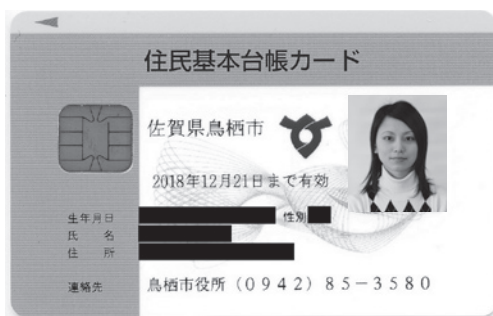 住民基本台帳カード
佐賀県鳥栖市
2018年12月21日まで有効
生年月日 性別
氏 名
住 所
連絡先 鳥栖市役所(0942)85-3580